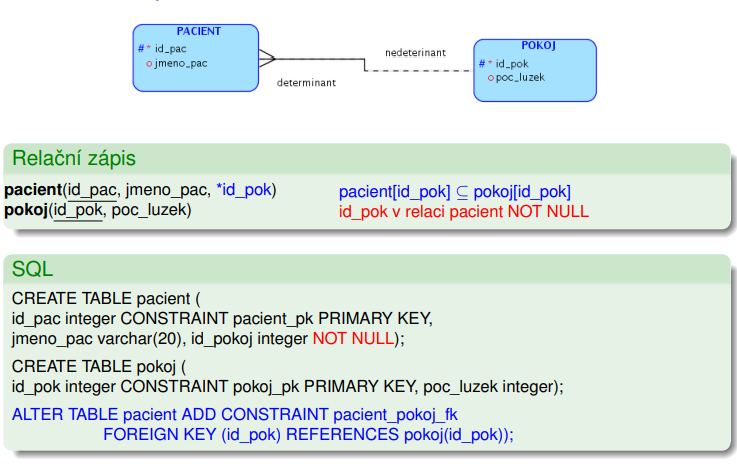 PACIENT
# * id_pac
o jmeno_pac
determinant
nedeterinant
POKOJ
# * id_pok
o poc_luzek
Relační zápis
pacient(id_pac, jmeno_pac, *id_pok)
pokoj(id_pok, poc_luzek)
pacient[id_pok] ⊆ pokoj[id_pok]
id_pok v relaci pacient NOT NULL
SQL
CREATE TABLE pacient (
id_pac integer CONSTRAINT pacient_pk PRIMARY KEY,
jmeno_pac varchar(20), id_pokoj integer NOT NULL);
CREATE TABLE pokoj (
id_pok integer CONSTRAINT pokoj_pk PRIMARY KEY, poc_luzek integer);
ALTER TABLE pacient ADD CONSTRAINT pacient_pokoj_fk
FOREIGN KEY (id_pok) REFERENCES pokoj(id_pok));